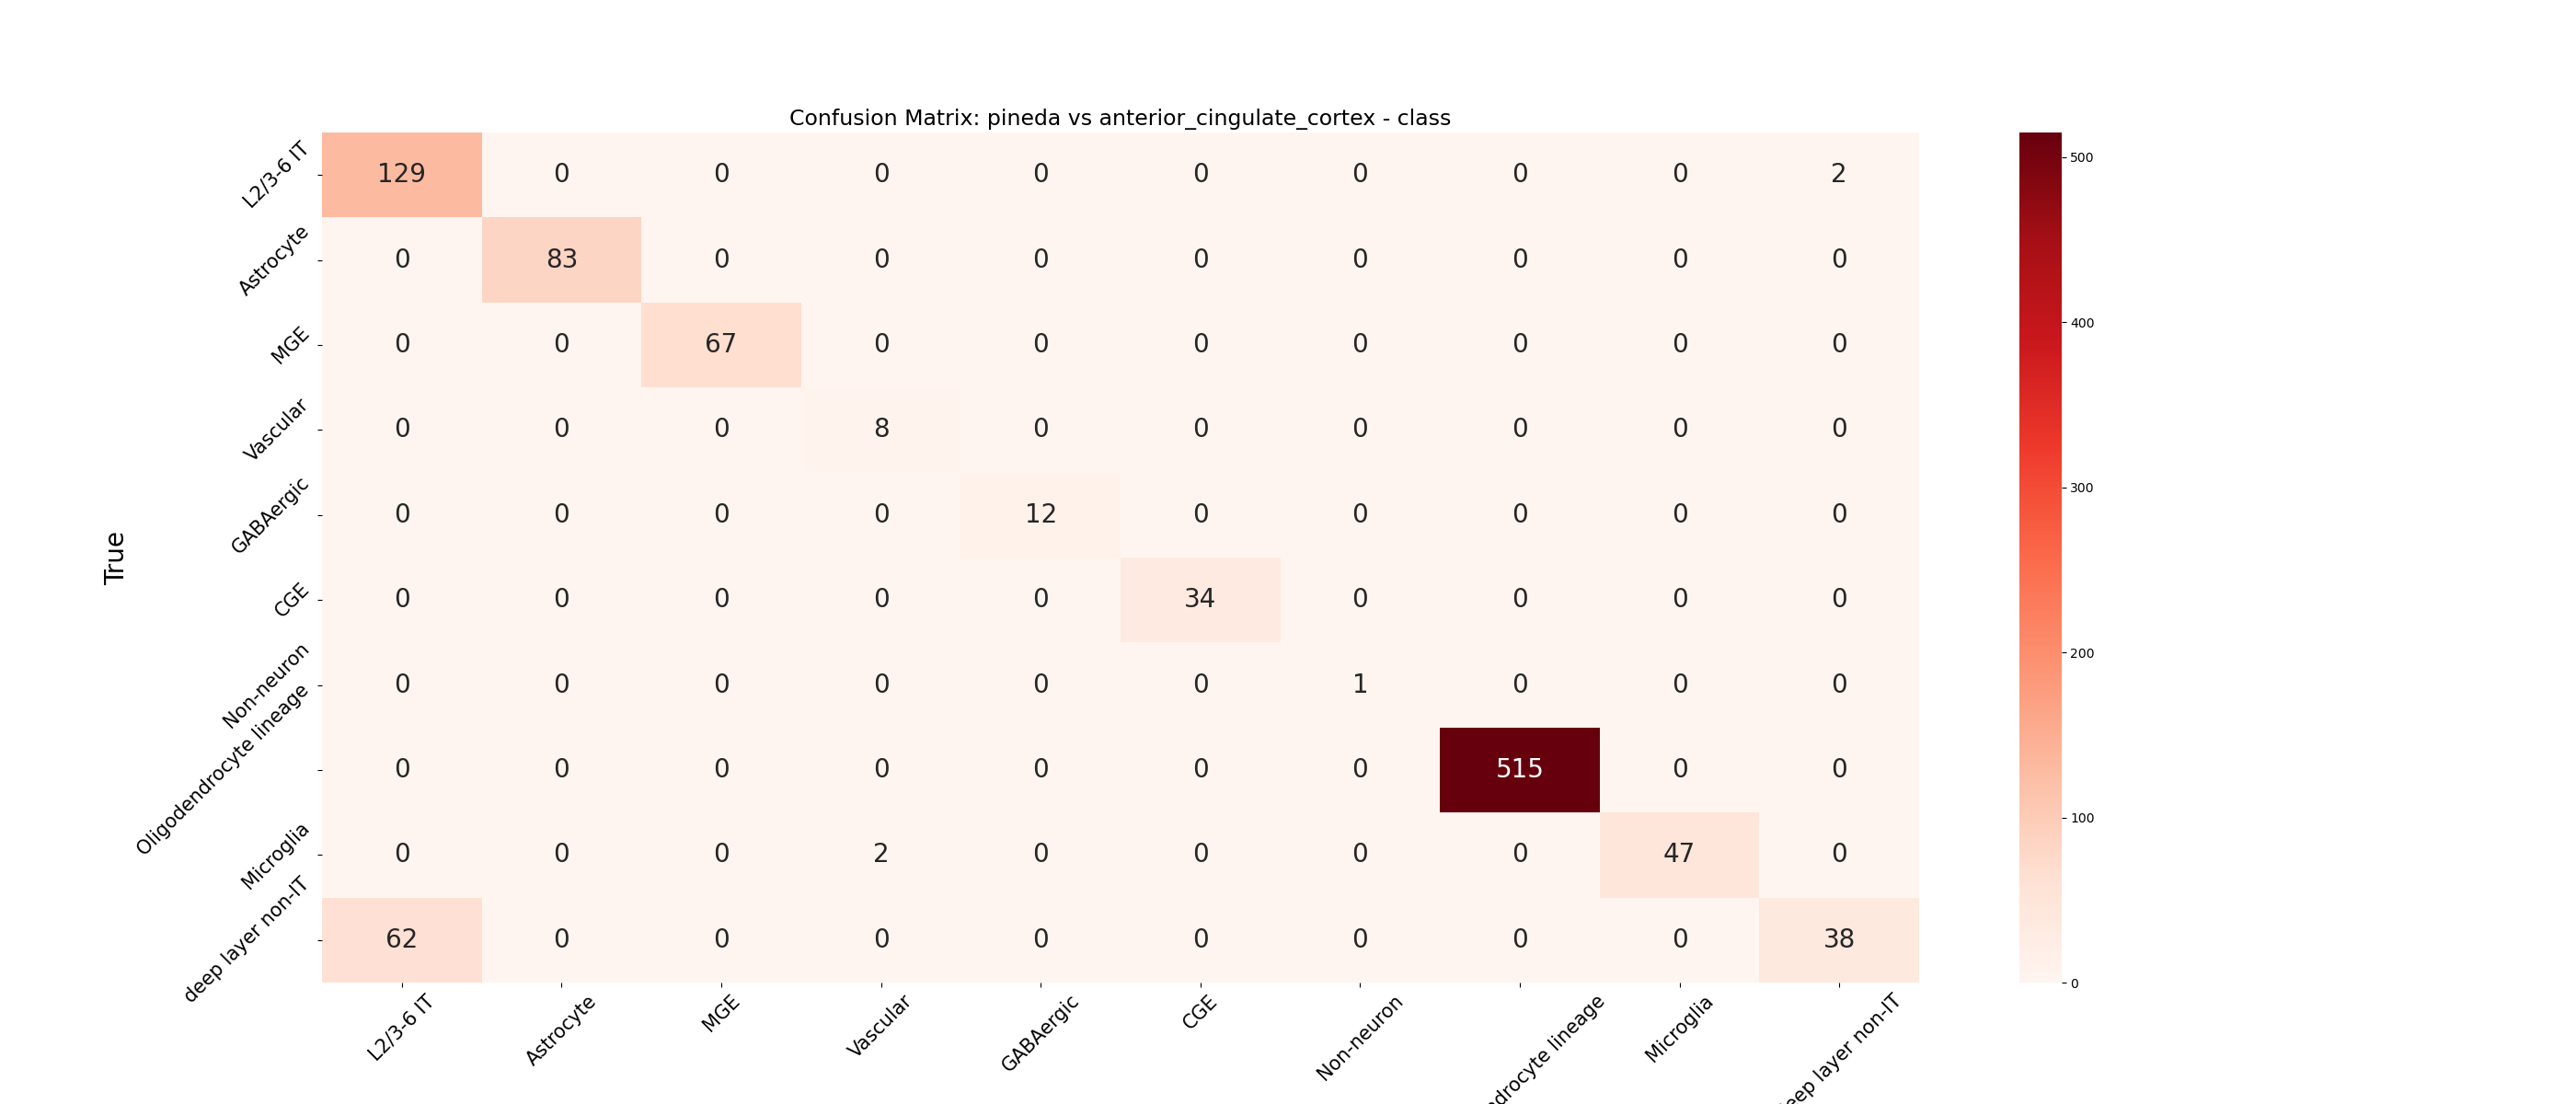 Confusion Matrix: pineda vs anterior_cingulate_cortex - class
True
L2/3-6 IT 129 0 0 0 0 0 0 0 0 2
Astrocyte 0 83 0 0 0 0 0 0 0 0
MGE 0 0 67 0 0 0 0 0 0 0
Vascular 0 0 0 8 0 0 0 0 0 0
GABAergic 0 0 0 0 12 0 0 0 0 0
CGE 0 0 0 0 0 34 0 0 0 0
Non-neuron 0 0 0 0 0 0 1 0 0 0
Oligodendrocyte lineage 0 0 0 0 0 0 0 515 0 0
Microglia 0 0 0 2 0 0 0 0 47 0
deep layer non-IT 62 0 0 0 0 0 0 0 0 38
L2/3-6 IT Astrocyte MGE Vascular GABAergic CGE Non-neuron lineage Microglia layer non-IT
500
400
300
200
100
0